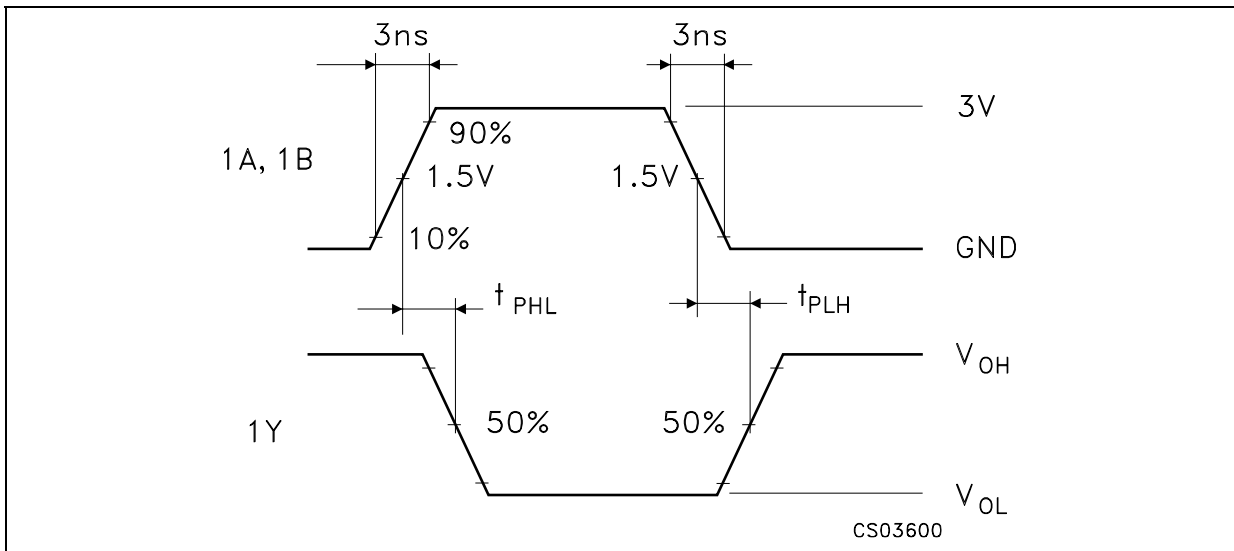 3ns 3ns
3V
90%
1A, 1B 1.5V 1.5V
10% GND
t PHL tPLH
VOH
1Y 50% 50%
VOL
CS03600